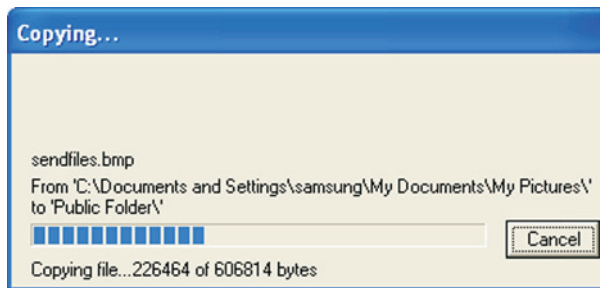 Copying...
sendfiles.bmp
From 'C:\Documents and Settings\samsung\My Documents\My Pictures\'
to 'Public Folder\'
Cancel
Copying file...226464 of 606814 bytes